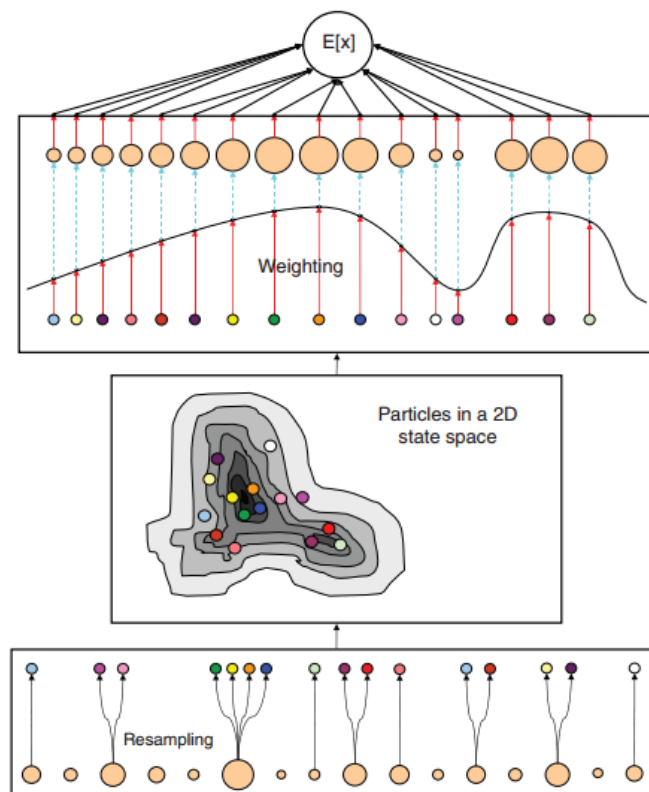 E[x]
Weighting
Particles in a 2D
state space
Resampling